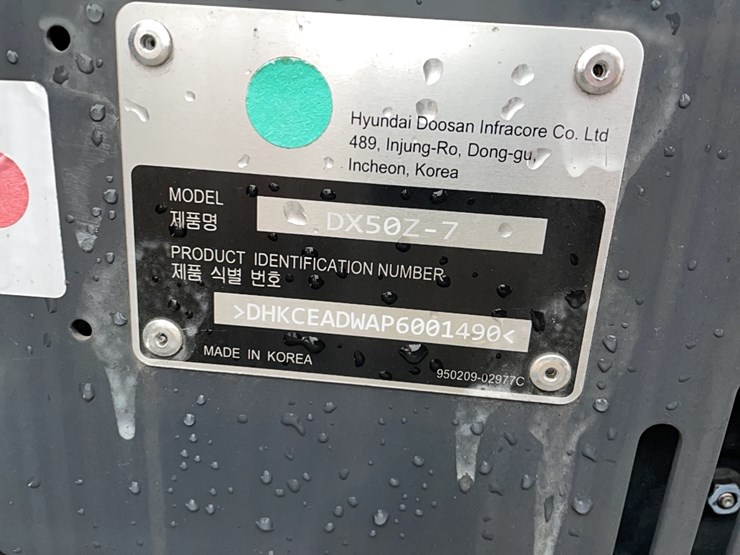 Hyundai Doosan Infracore Co. Ltd
489, Injung-Ro, Dong-gu,
Incheon, Korea
MODEL
제품명
DX50Z-7
PRODUCT IDENTIFICATION NUMBER
제품 식별 번호
>DHKCEADWAP6001490<
MADE IN KOREA
950209-02977C